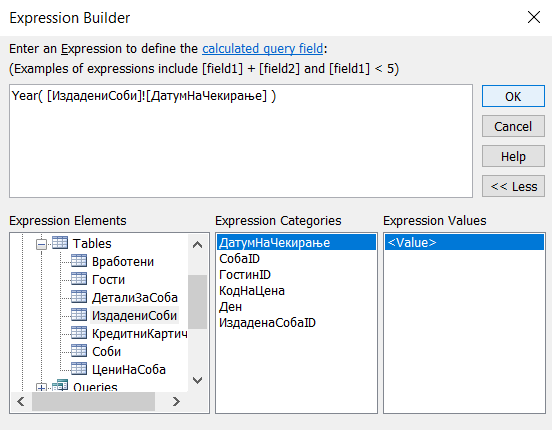 Expression Builder
Enter an Expression to define the calculated query field:
(Examples of expressions include [field1] + [field2] and [field1] < 5)
Year( [ИздадениСоби]![ДатумНаЧекирање] )
OK
Cancel
Help
<< Less
Expression Elements
Tables
Вработени
Гости
ДеталиЗаСоба
ИздадениСоби
КредитниКартич
Соби
ЦениНаСоба
Queries
Expression Categories
ДатумНаЧекирање
СобаID
ГостинID
КодНаЦена
Ден
ИздаденаСобаID
Expression Values
<Value>